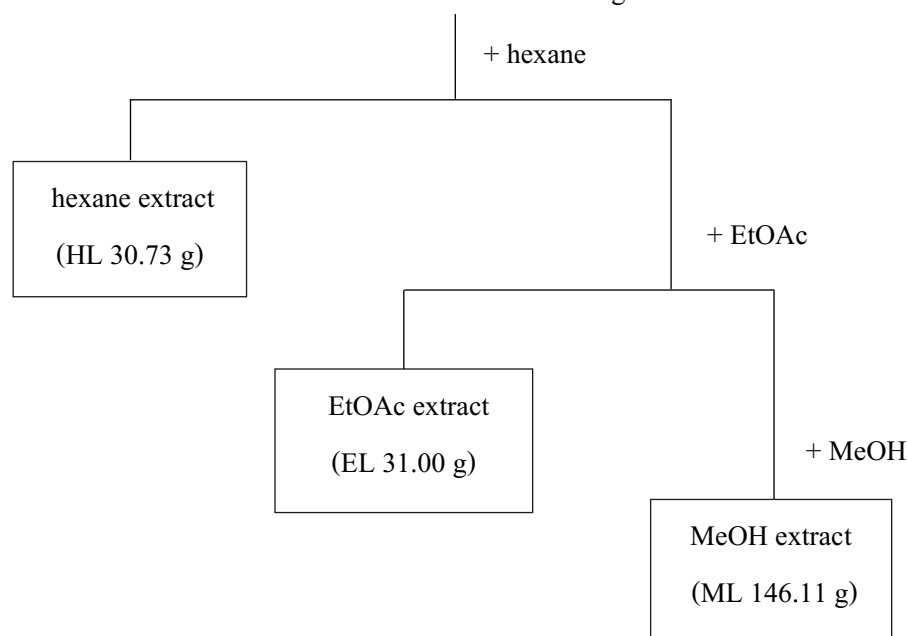 + hexane
hexane extract
(HL 30.73 g)
+ EtOAc
EtOAc extract
(EL 31.00 g)
+ MeOH
MeOH extract
(ML 146.11 g)